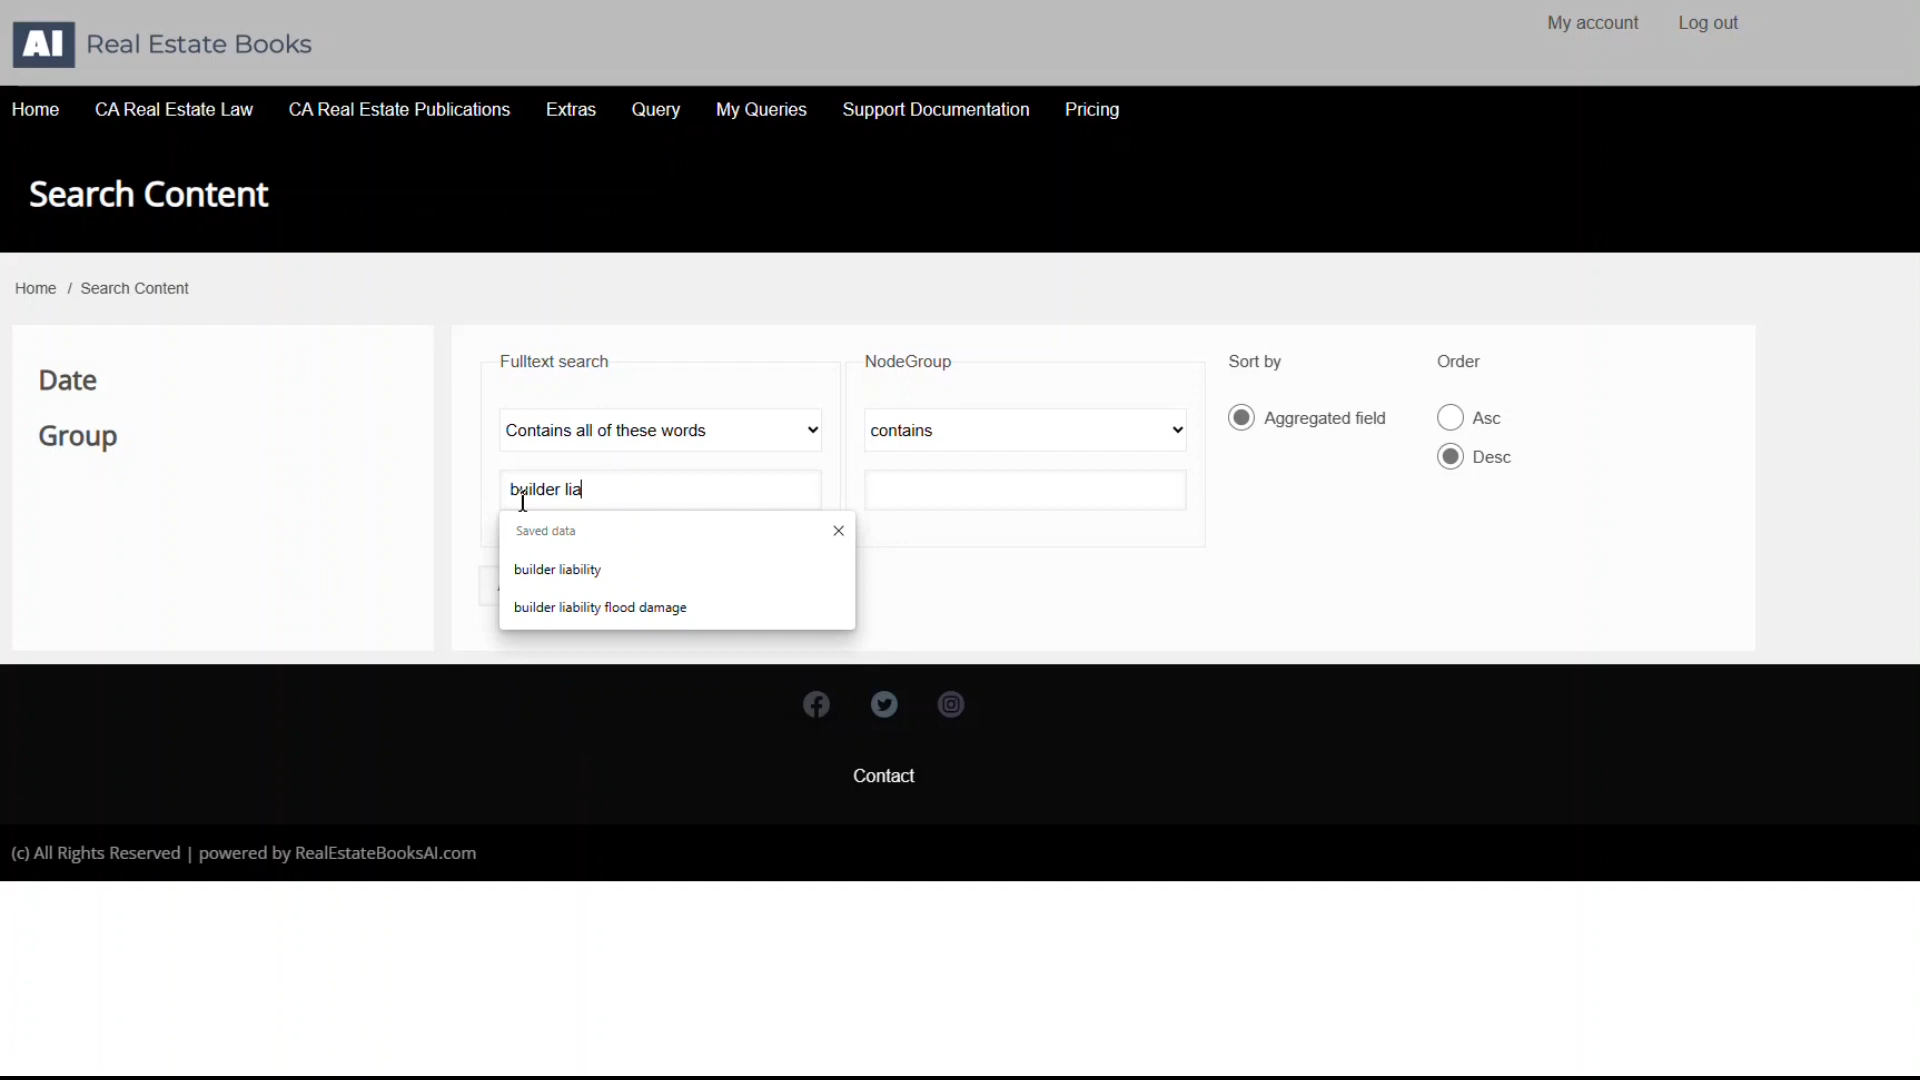 AI Real Estate Books
My account Log out
Home CA Real Estate Law CA Real Estate Publications Extras Query My Queries Support Documentation Pricing
Search Content
Home / Search Content
Date
Group
Fulltext search
Contains all of these words
builder lia
Saved data
builder liability
builder liability flood damage
NodeGroup
contains
Sort by
Aggregated field
Order
Asc
Desc
Contact
(c) All Rights Reserved | powered by RealEstateBooksAI.com